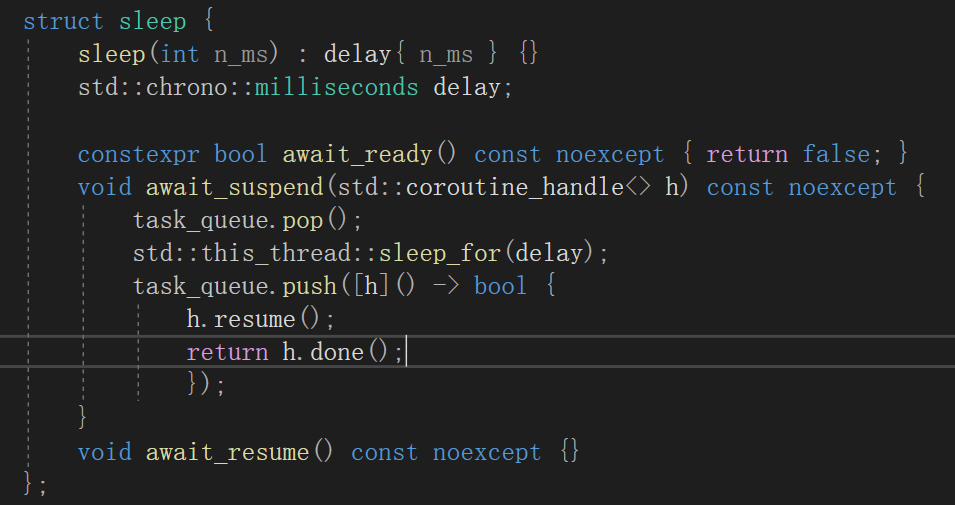 struct sleep {
    sleep(int n_ms) : delay{ n_ms } {}
    std::chrono::milliseconds delay;

    constexpr bool await_ready() const noexcept { return false; }
    void await_suspend(std::coroutine_handle<> h) const noexcept {
        task_queue.pop();
        std::this_thread::sleep_for(delay);
        task_queue.push([h]() -> bool {
            h.resume();
            return h.done();
            });
    }
    void await_resume() const noexcept {}
};